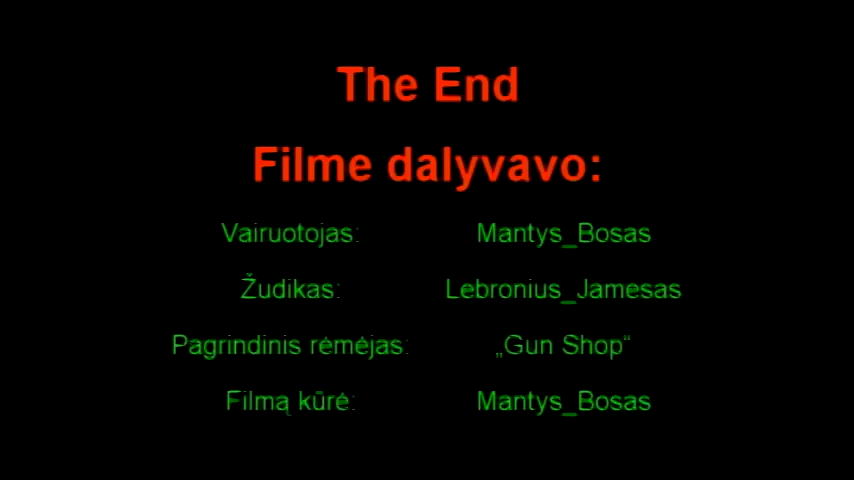 The End
Filme dalyvavo:
Vairuotojas: Mantys_Bosas
Žudikas: Lebronius_Jamesas
Pagrindinis rėmėjas: „Gun Shop“
Filmą kūrė: Mantys_Bosas